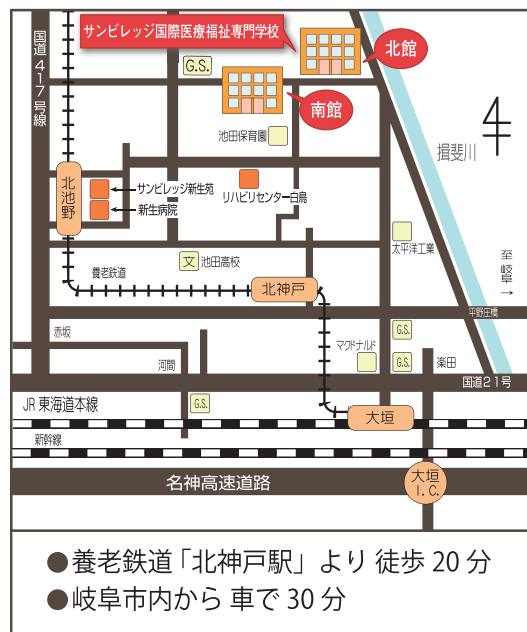 サンビレッジ国際医療福祉専門学校
北館
国道417号線
G.S.
南館
池田保育園
揖斐川
北池野
サンビレッジ新生苑
新生病院
リハビリセンター白鳥
太平洋工業
文 池田高校
至岐阜→
養老鉄道
北神戸
平野庄橋
赤坂
G.S.
マクドナルド
河間
G.S.
楽田
国道21号
G.S.
JR東海道本線
大垣
新幹線
名神高速道路
大垣
I.C.
●養老鉄道「北神戸駅」より 徒歩 20 分
●岐阜市内から 車で 30 分